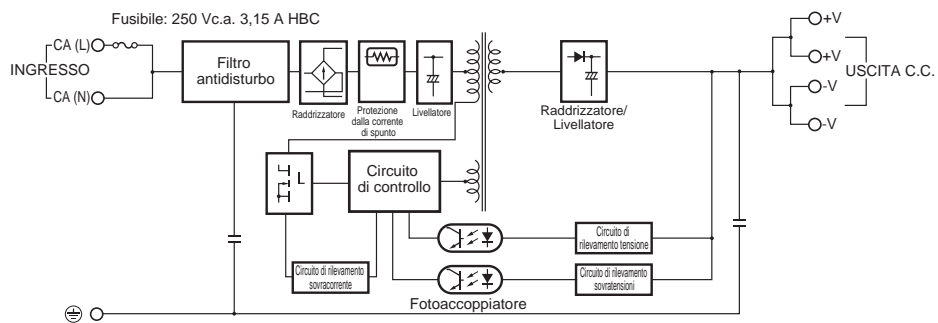 Fusibile: 250 Vc.a. 3,15 A HBC
CA (L)
INGRESSO
CA (N)
Filtro
antidisturbo
Raddrizzatore
Protezione
dalla corrente
di spunto
Livellatore
Raddrizzatore/
Livellatore
+V
+V
USCITA C.C.
-V
-V
Circuito
di controllo
Circuito di
rilevamento tensione
Circuito di rilevamento
sovracorrente
Circuito di rilevamento
sovratensioni
Fotoaccoppiatore